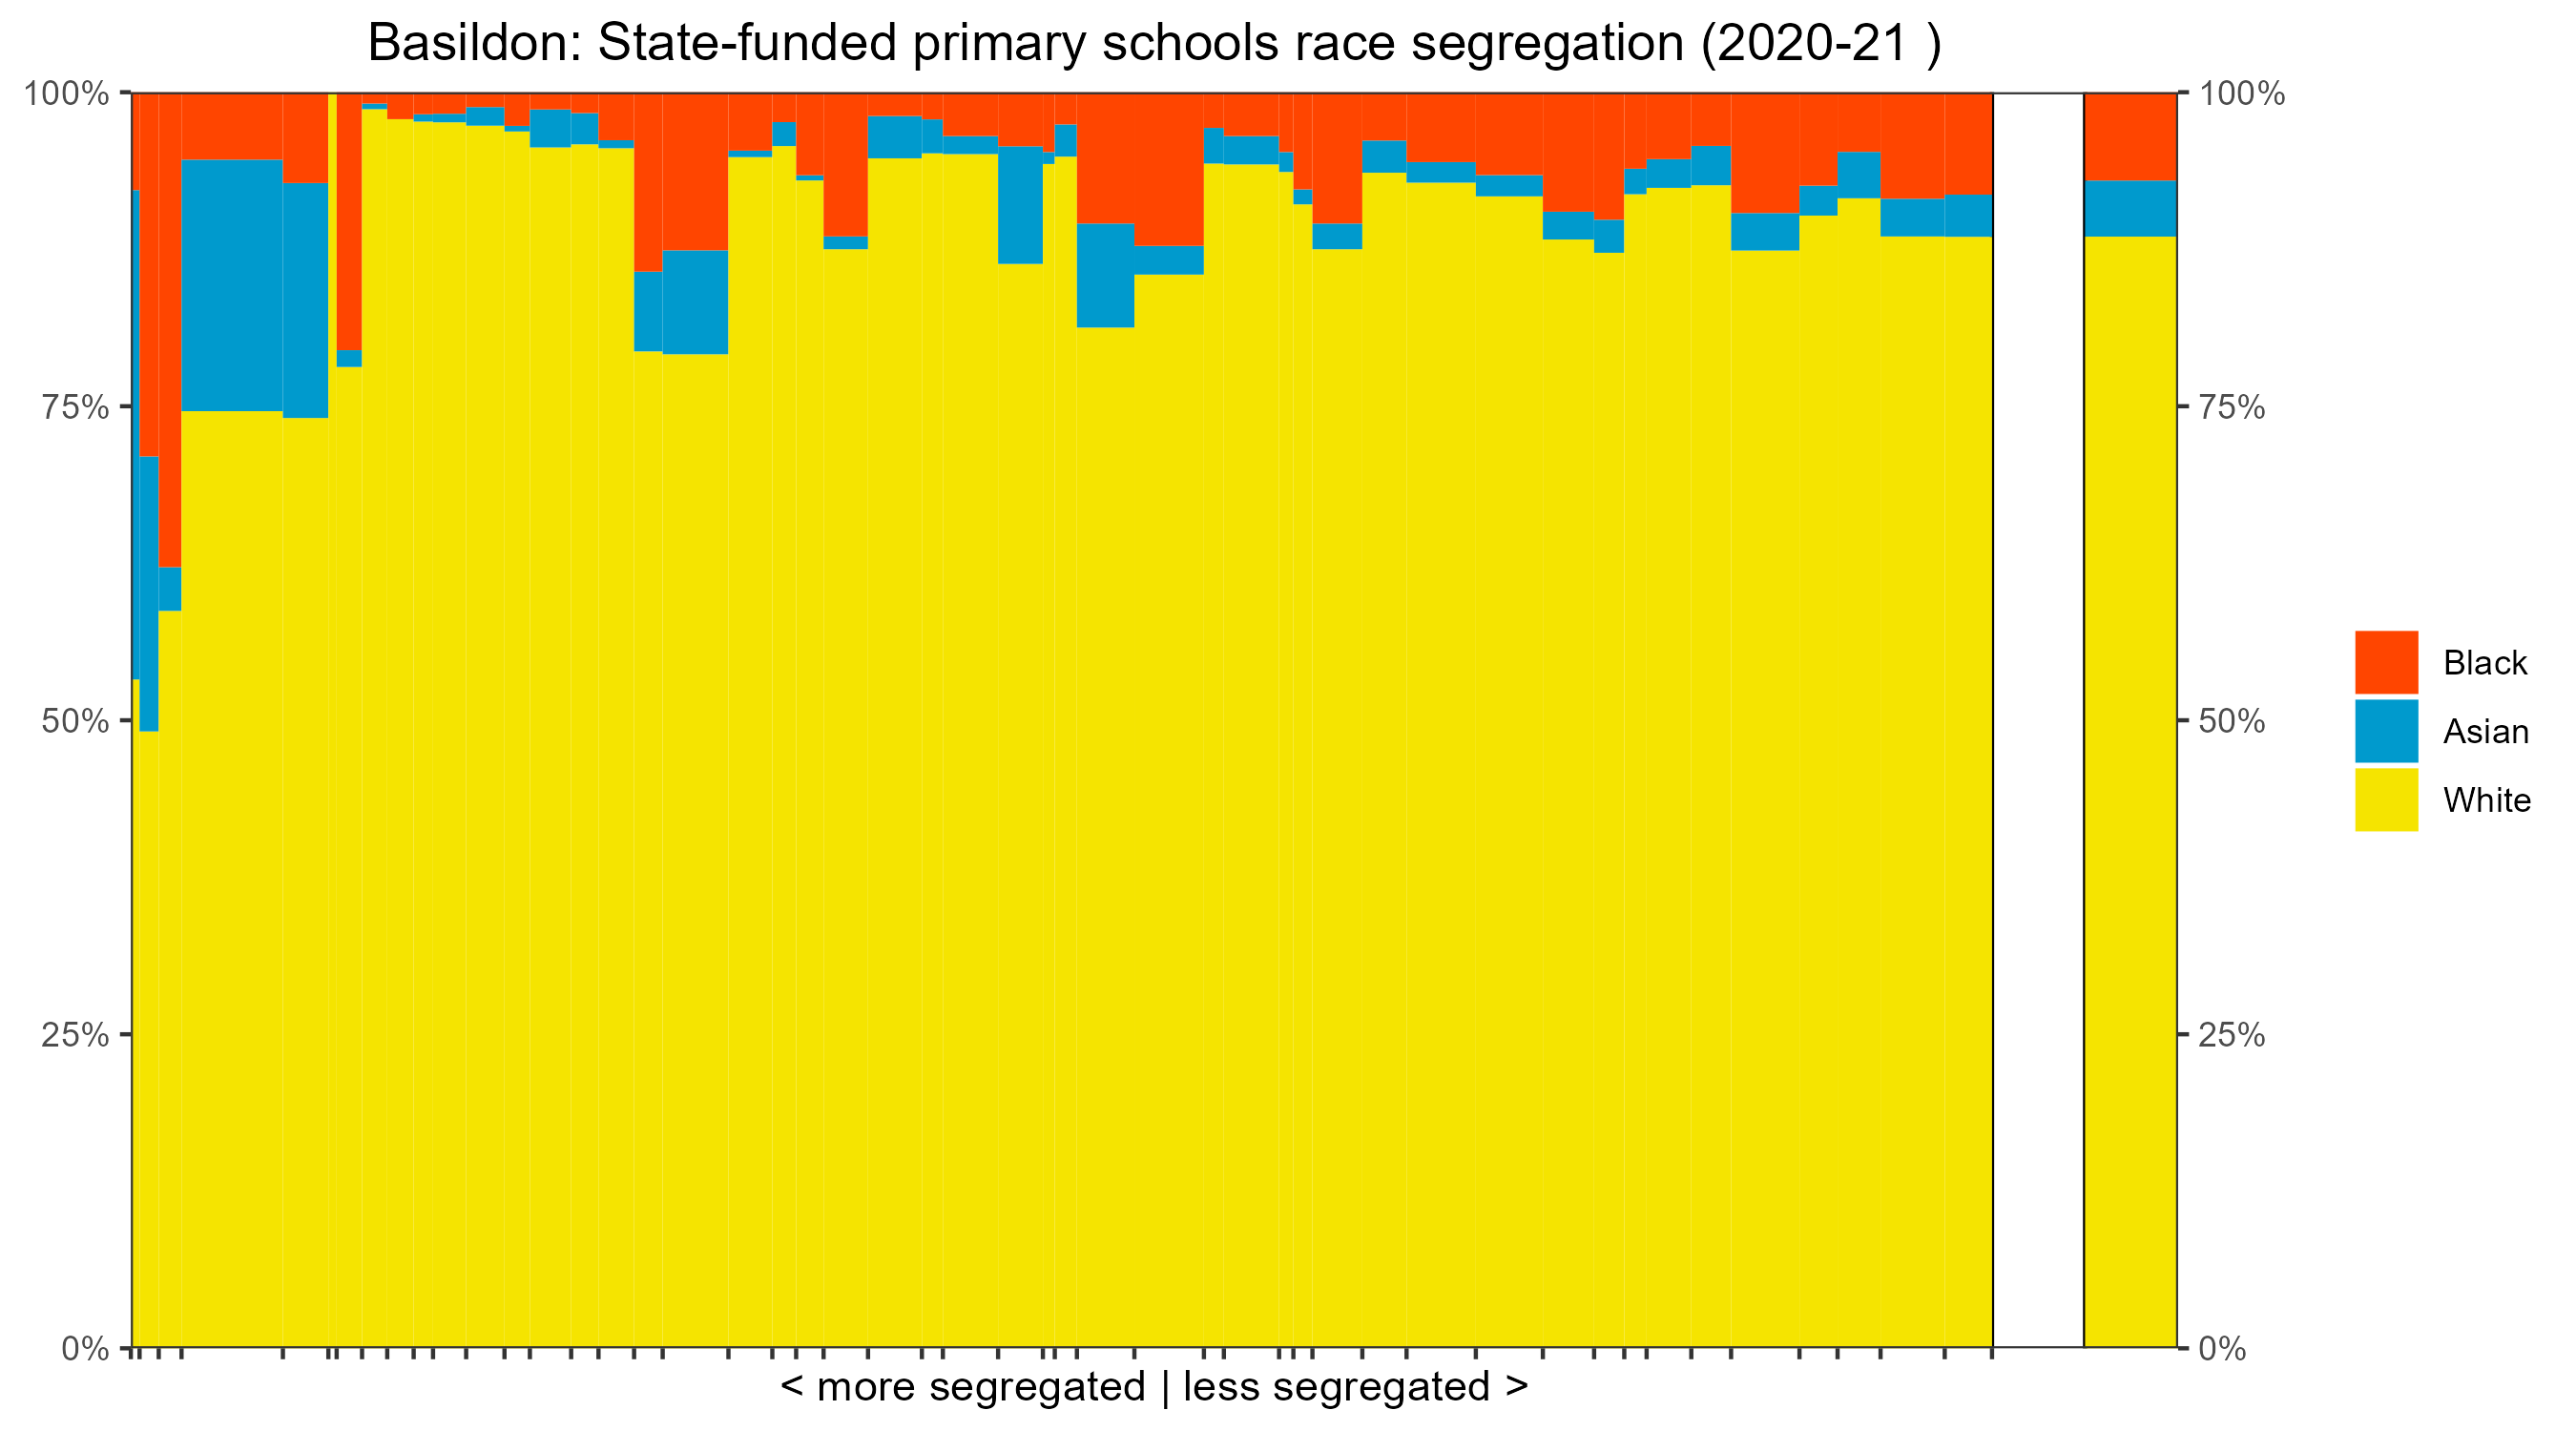 Basildon: State-funded primary schools race segregation (2020-21 )
100%
75%
50%
25%
0%
100%
75%
50%
25%
0%
Black
Asian
White
< more segregated | less segregated >